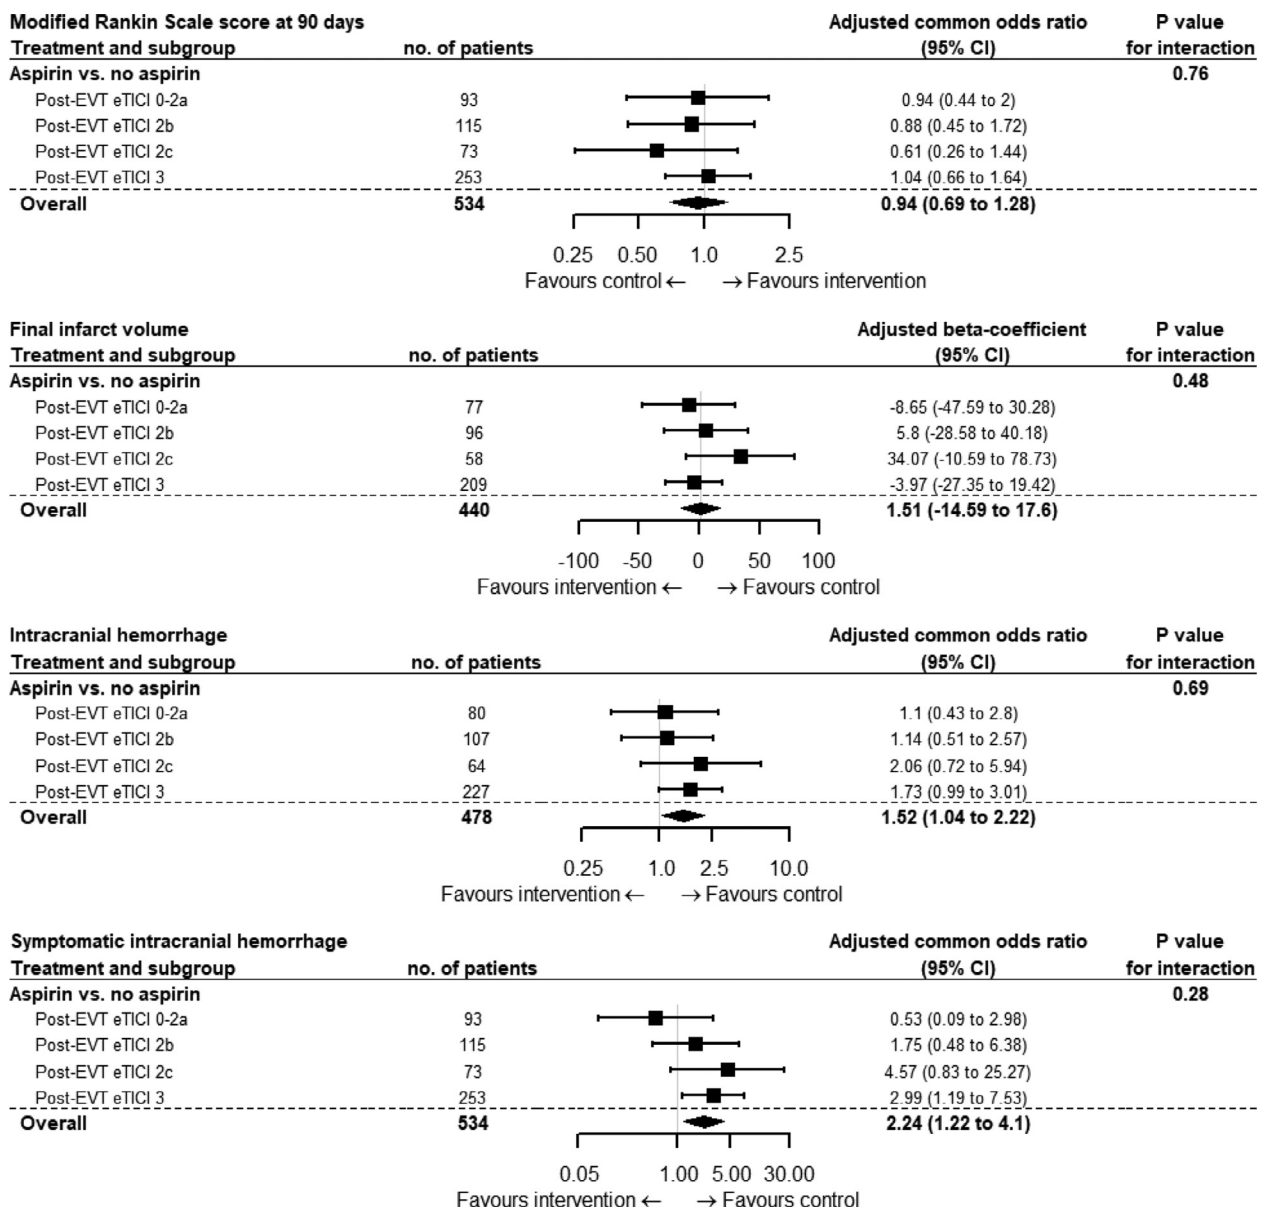 Modified Rankin Scale score at 90 days Adjusted common odds ratio P value
Treatment and subgroup no. of patients (95% CI) for interaction
Aspirin vs. no aspirin 0.76
Post-EVT eTICI 0-2a 93 0.94 (0.44 to 2)
Post-EVT eTICI 2b 115 0.88 (0.45 to 1.72)
Post-EVT eTICI 2c 73 0.61 (0.26 to 1.44)
Post-EVT eTICI 3 253 1.04 (0.66 to 1.64)
Overall 534 0.94 (0.69 to 1.28)
0.25 0.50 1.0 2.5
Favours control ← → Favours intervention
Final infarct volume Adjusted beta-coefficient P value
Treatment and subgroup no. of patients (95% CI) for interaction
Aspirin vs. no aspirin 0.48
Post-EVT eTICI 0-2a 77 -8.65 (-47.59 to 30.28)
Post-EVT eTICI 2b 96 5.8 (-28.58 to 40.18)
Post-EVT eTICI 2c 58 34.07 (-10.59 to 78.73)
Post-EVT eTICI 3 209 -3.97 (-27.35 to 19.42)
Overall 440 1.51 (-14.59 to 17.6)
-100 -50 0 50 100
Favours intervention ← → Favours control
Intracranial hemorrhage Adjusted common odds ratio P value
Treatment and subgroup no. of patients (95% CI) for interaction
Aspirin vs. no aspirin 0.69
Post-EVT eTICI 0-2a 80 1.1 (0.43 to 2.8)
Post-EVT eTICI 2b 107 1.14 (0.51 to 2.57)
Post-EVT eTICI 2c 64 2.06 (0.72 to 5.94)
Post-EVT eTICI 3 227 1.73 (0.99 to 3.01)
Overall 478 1.52 (1.04 to 2.22)
0.25 1.0 2.5 10.0
Favours intervention ← → Favours control
Symptomatic intracranial hemorrhage Adjusted common odds ratio P value
Treatment and subgroup no. of patients (95% CI) for interaction
Aspirin vs. no aspirin 0.28
Post-EVT eTICI 0-2a 93 0.53 (0.09 to 2.98)
Post-EVT eTICI 2b 115 1.75 (0.48 to 6.38)
Post-EVT eTICI 2c 73 4.57 (0.83 to 25.27)
Post-EVT eTICI 3 253 2.99 (1.19 to 7.53)
Overall 534 2.24 (1.22 to 4.1)
0.05 1.00 5.00 30.00
Favours intervention ← → Favours control